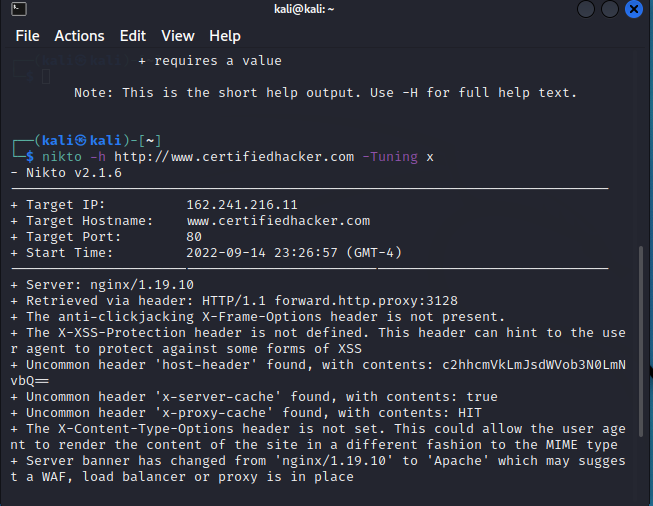 kali@kali: ~
File Actions Edit View Help
+ requires a value
Note: This is the short help output. Use -H for full help text.
┌──(kali㉿kali)-[~]
└─$ nikto -h http://www.certifiedhacker.com -Tuning x
- Nikto v2.1.6
+ Target IP: 162.241.216.11
+ Target Hostname: www.certifiedhacker.com
+ Target Port: 80
+ Start Time: 2022-09-14 23:26:57 (GMT-4)
+ Server: nginx/1.19.10
+ Retrieved via header: HTTP/1.1 forward.http.proxy:3128
+ The anti-clickjacking X-Frame-Options header is not present.
+ The X-XSS-Protection header is not defined. This header can hint to the use
r agent to protect against some forms of XSS
+ Uncommon header 'host-header' found, with contents: c2hhcmVkLmJsdWVob3N0LmN
vbQ==
+ Uncommon header 'x-server-cache' found, with contents: true
+ Uncommon header 'x-proxy-cache' found, with contents: HIT
+ The X-Content-Type-Options header is not set. This could allow the user age
nt to render the content of the site in a different fashion to the MIME type
+ Server banner has changed from 'nginx/1.19.10' to 'Apache' which may sugges
t a WAF, load balancer or proxy is in place